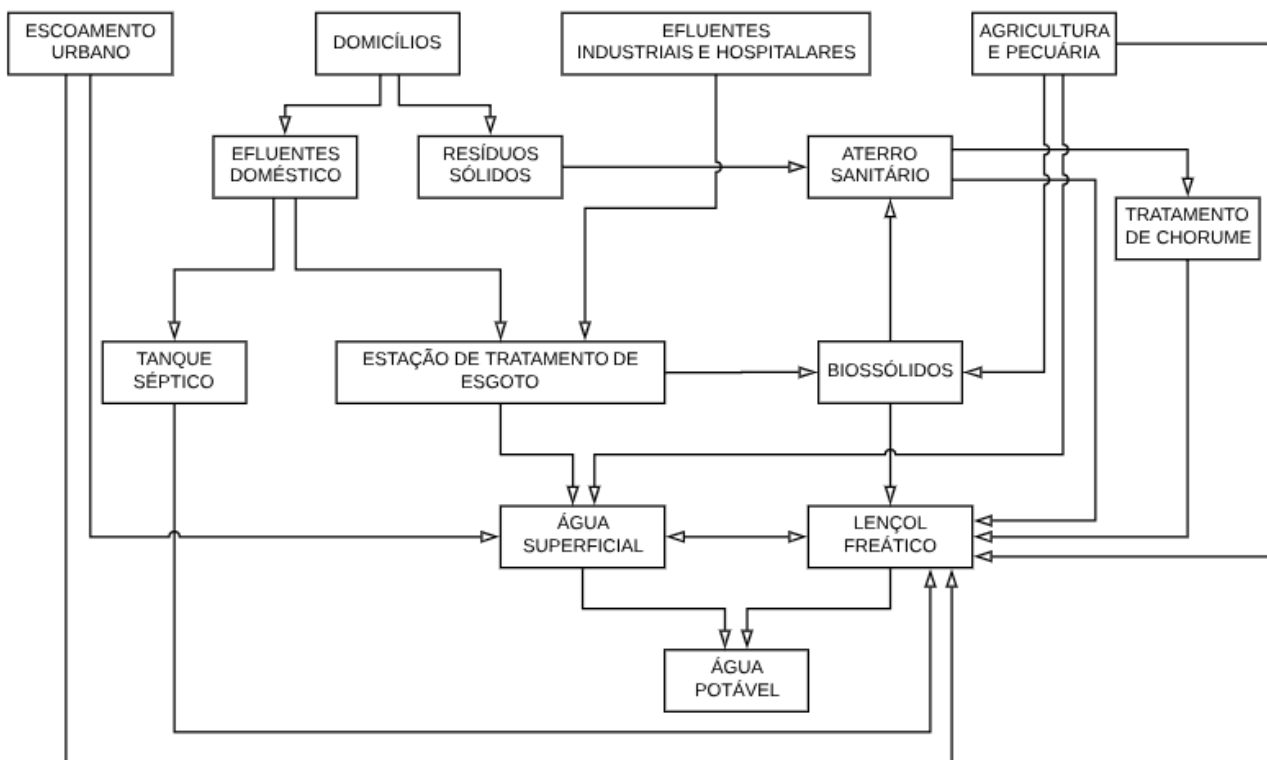 ESCOAMENTO
URBANO
DOMICÍLIOS
EFLUENTES
INDUSTRIAIS E HOSPITALARES
AGRICULTURA
E PECUÁRIA
EFLUENTES
DOMÉSTICO
RESÍDUOS
SÓLIDOS
ATERRO
SANITÁRIO
TRATAMENTO
DE CHORUME
TANQUE
SÉPTICO
ESTAÇÃO DE TRATAMENTO DE
ESGOTO
BIOSSÓLIDOS
ÁGUA
SUPERFICIAL
LENÇOL
FREÁTICO
ÁGUA
POTÁVEL